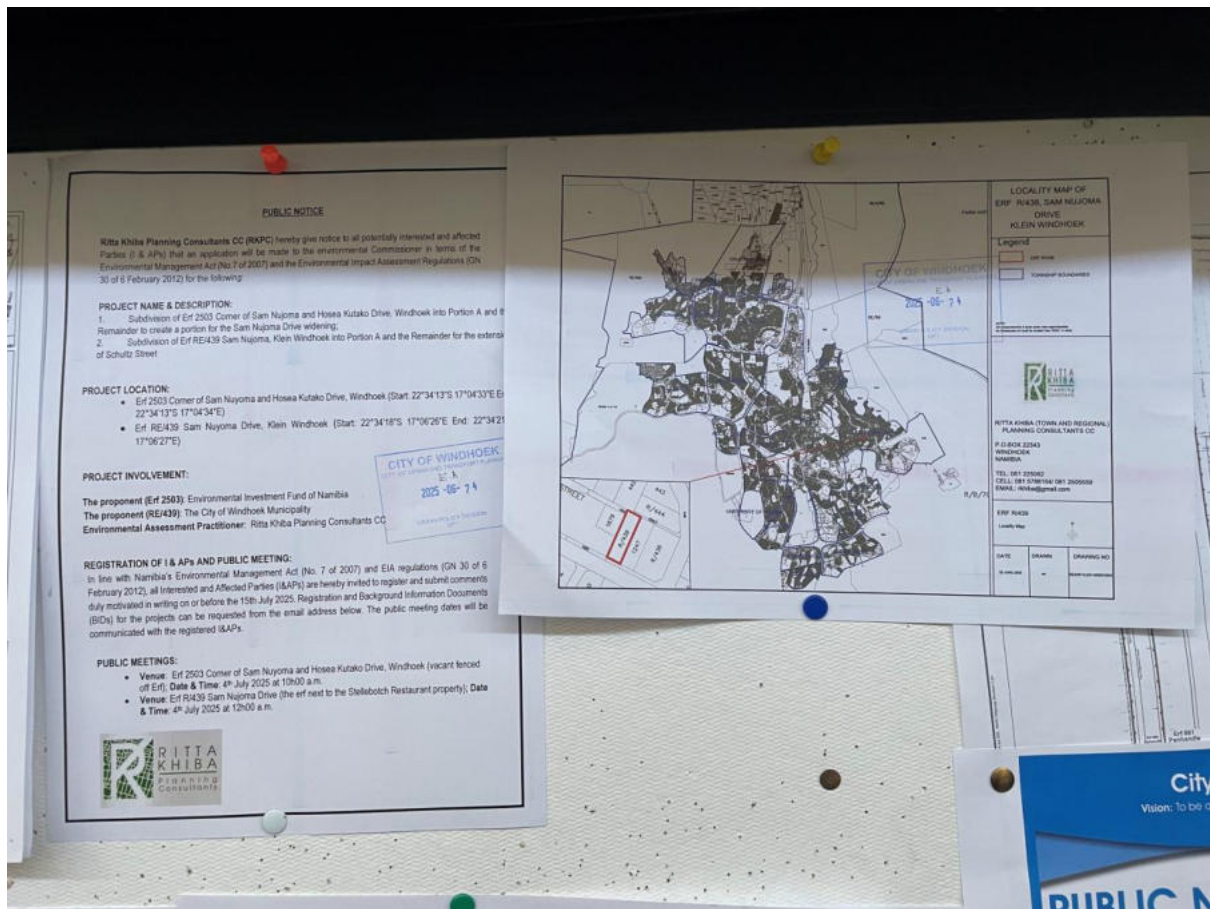 PUBLIC NOTICE
Ritta Khiba Planning Consultants CC (RKPC) hereby give notice to all potentially interested and affected
Parties (I & APs) that an application will be made to the environmental Commissioner in terms of the
Environmental Management Act (No.7 of 2007) and the Environmental Impact Assessment Regulations (GN
30 of 6 February 2012) for the following:
PROJECT NAME & DESCRIPTION:
1. Subdivision of Erf 2503 Corner of Sam Nujoma and Hosea Kutako Drive, Windhoek into Portion A and
Remainder to create a portion for the Sam Nujoma Drive widening;
2. Subdivision of Erf RE/439 Sam Nujoma, Klein Windhoek into Portion A and the Remainder for the
of Schultz Street
PROJECT LOCATION:
• Erf 2503 Corner of Sam Nuyoma and Hosea Kutako Drive, Windhoek (Start: 22°34'13"S 17°04'33"E
22°34'13"S 17°04'34"E)
• Erf RE/439 Sam Nuyoma Drive, Klein Windhoek (Start: 22°34'18"S 17°06'26"E End:
17°06'27"E)
PROJECT INVOLVEMENT:
The proponent (Erf 2503): Environmental Investment Fund of Namibia
The proponent (RE/439): The City of Windhoek Municipality
Environmental Assessment Practitioner: Ritta Khiba Planning Consultants CC
CITY OF WINDHOEK
2025 -06-
REGISTRATION OF I & APs AND PUBLIC MEETING:
In line with Namibia's Environmental Management Act (No. 7 of 2007) and EIA regulations (GN 30 of 6
February 2012), all Interested and Affected Parties (I&APs) are hereby invited to register and submit comments
duly motivated in writing on or before the 15th July 2025. Registration and Background Information Documents
(BIDs) for the projects can be requested from the email address below. The public meeting dates will be
communicated with the registered I&APs.
PUBLIC MEETINGS:
• Venue: Erf 2503 Corner of Sam Nuyoma and Hosea Kutako Drive, Windhoek (vacant fenced
off Erf); Date & Time: 4th July 2025 at 10h00 a.m.
• Venue: Erf R/439 Sam Nujoma Drive (the erf next to the Stellebotch Restaurant property); Date
& Time: 4th July 2025 at 12h00 a.m.
RITTA
KHIBA
Planning
Consultants
LOCALITY MAP OF
ERF R/439, SAM NUJOMA
DRIVE
KLEIN WINDHOEK
Legend
TOWNSHIP BOUNDARIES
CITY OF WINDHOEK
2025 -06-
RITTA
KHIBA
RITTA KHIBA (TOWN AND REGIONAL)
PLANNING CONSULTANTS CC
P.O.BOX 22543
WINDHOEK
NAMIBIA
ERF R/439
Locality Map
DATE
DRAWN
DRAWING NO
STREET
R/439
1247
City
Vision: To be
PUBLIC N